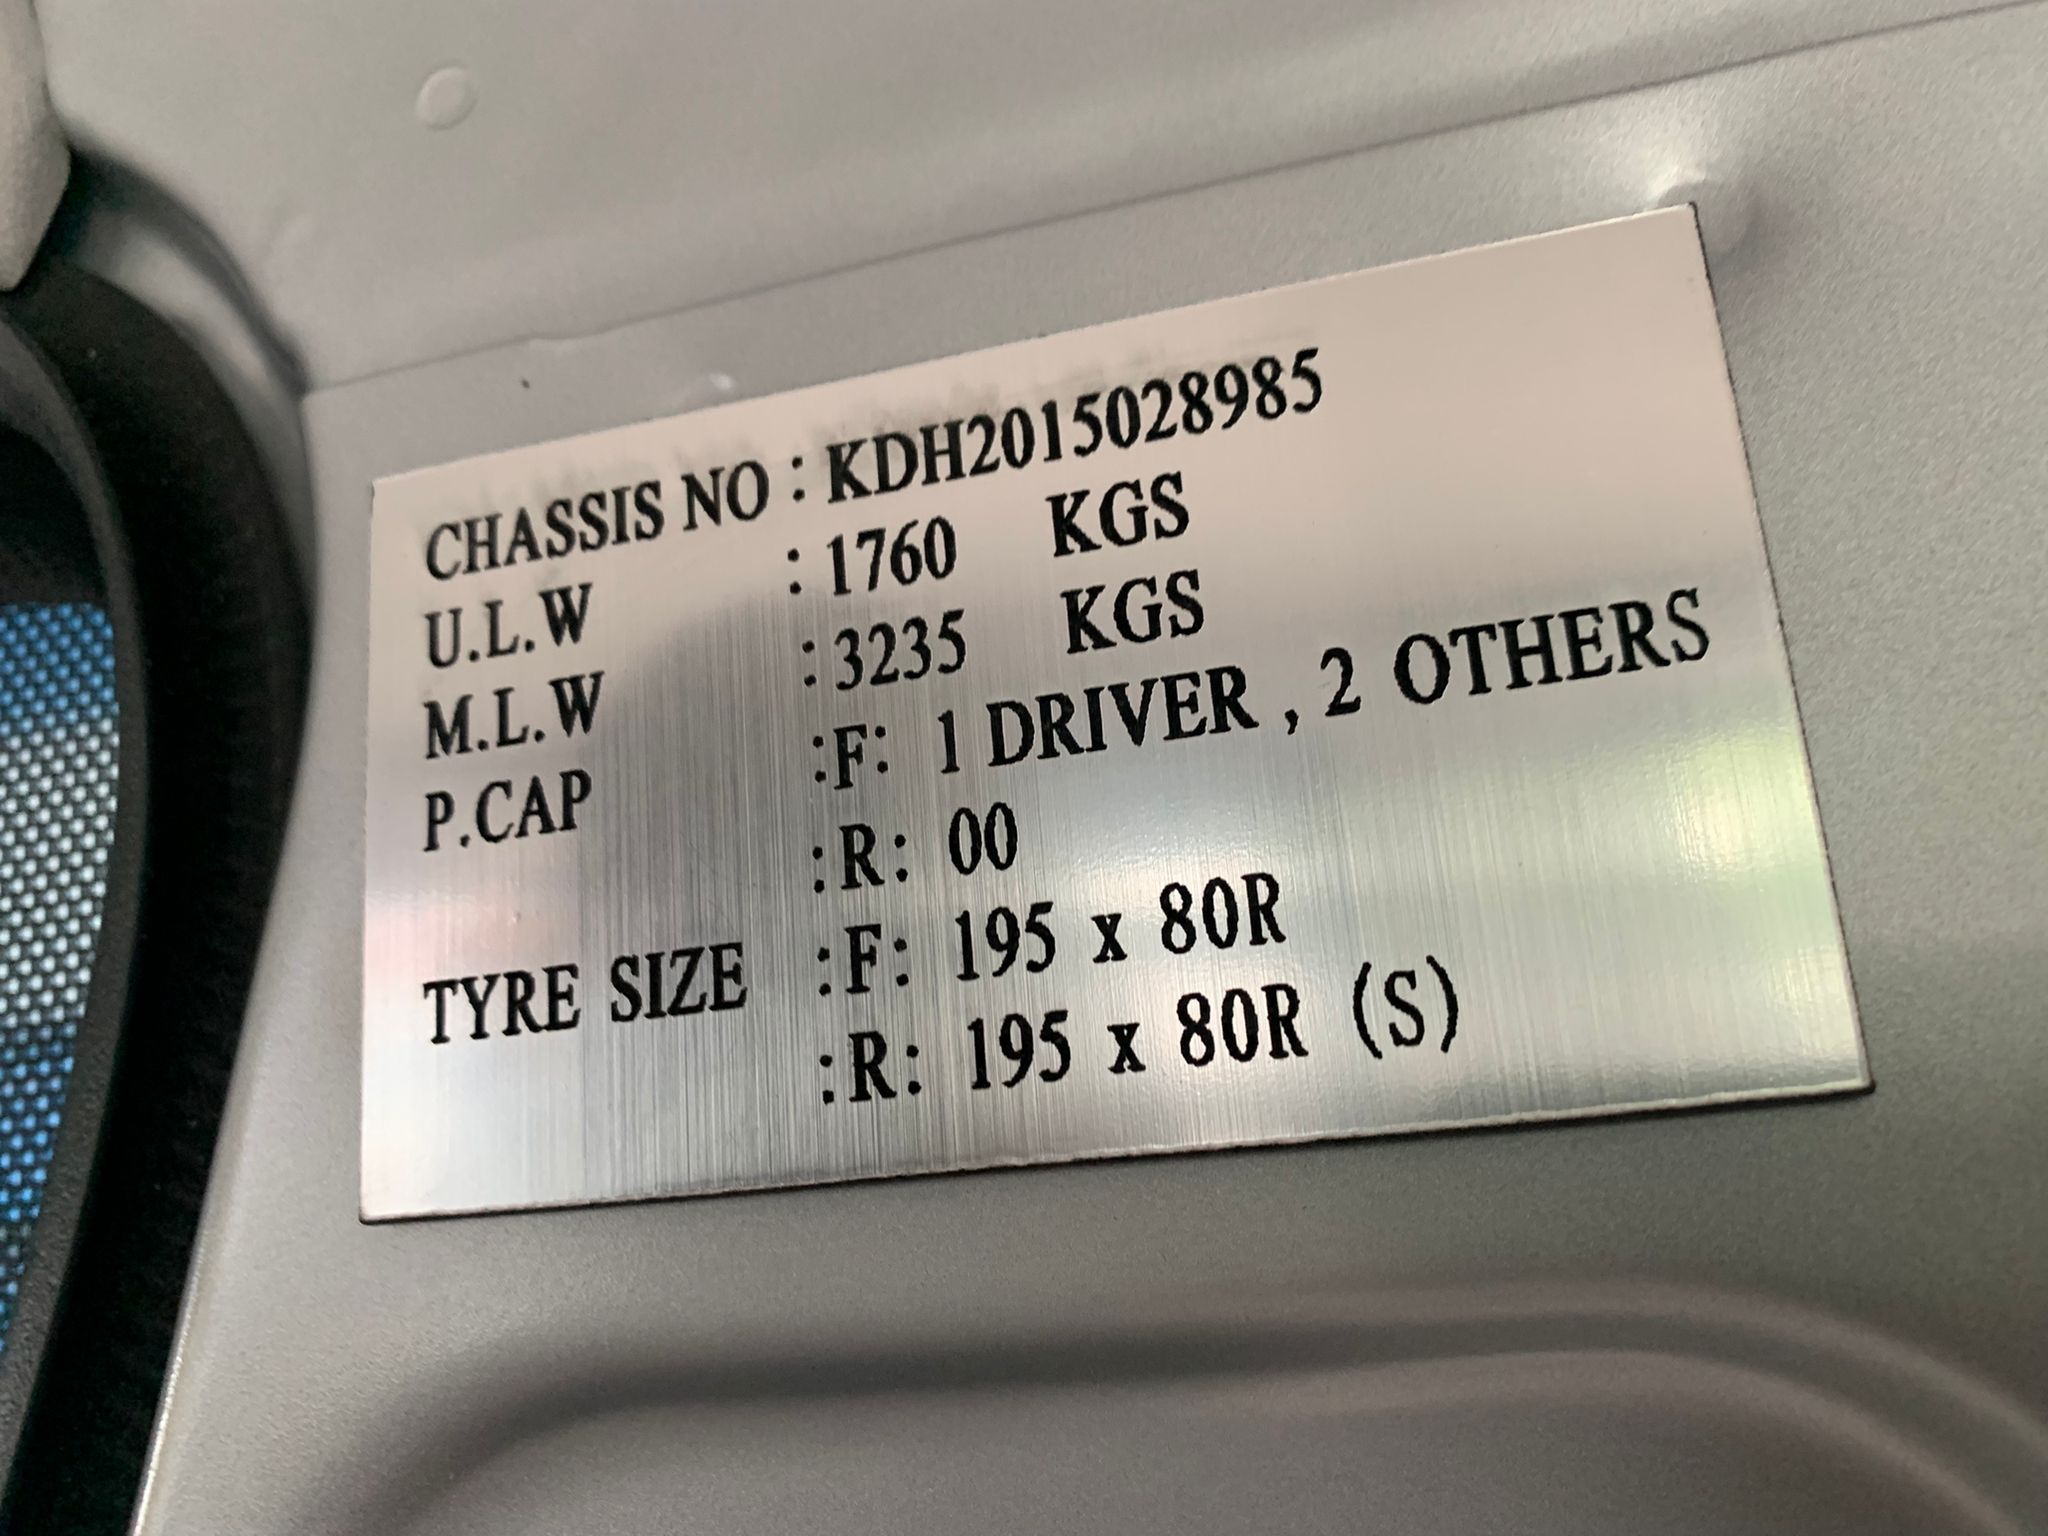 CHASSIS NO : KDH2015028985
U.L.W : 1760 KGS
M.L.W : 3235 KGS
P.CAP :F: 1 DRIVER , 2 OTHERS
:R: 00
TYRE SIZE :F: 195 x 80R
:R: 195 x 80R (S)